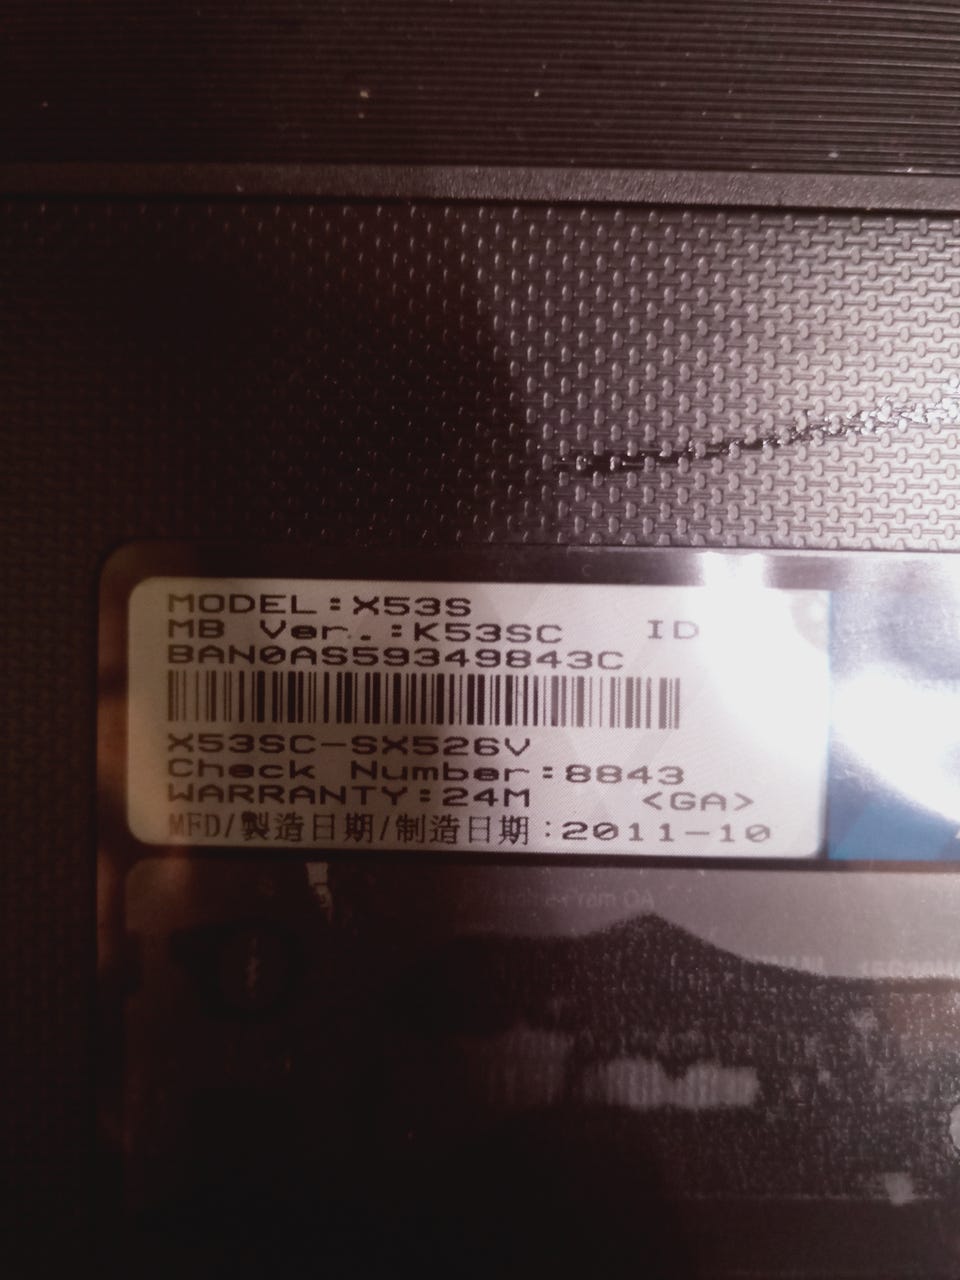 MODEL:X53S
MB Ver.:K53SC ID
BAN0AS59349843C
X53SC-SX526V
Check Number:8843
WARRANTY:24M <GA>
MFD/製造日期/制造日期:2011-10